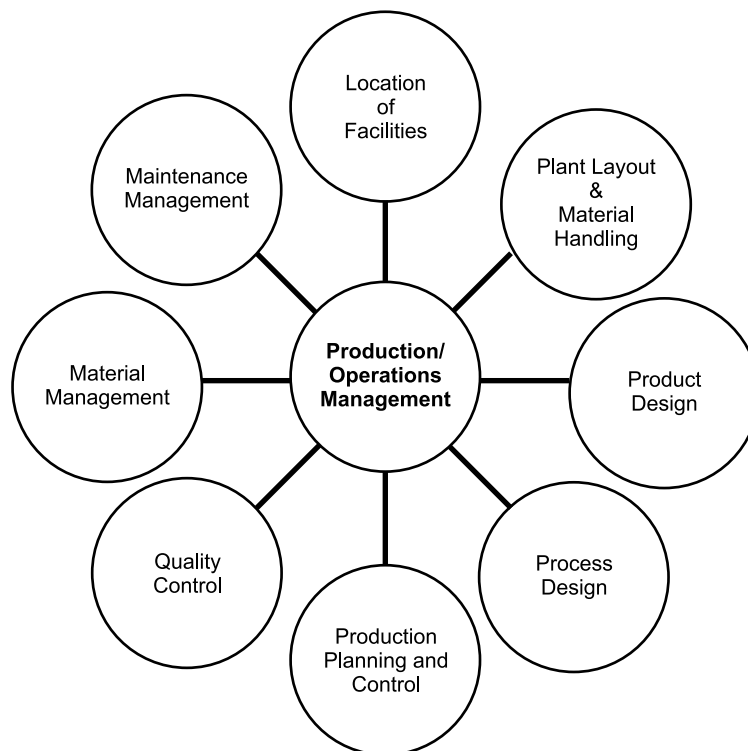 Location
of
Facilities
Plant Layout
&
Material
Handling
Product
Design
Process
Design
Production
Planning and
Control
Quality
Control
Material
Management
Maintenance
Management
Production/
Operations
Management